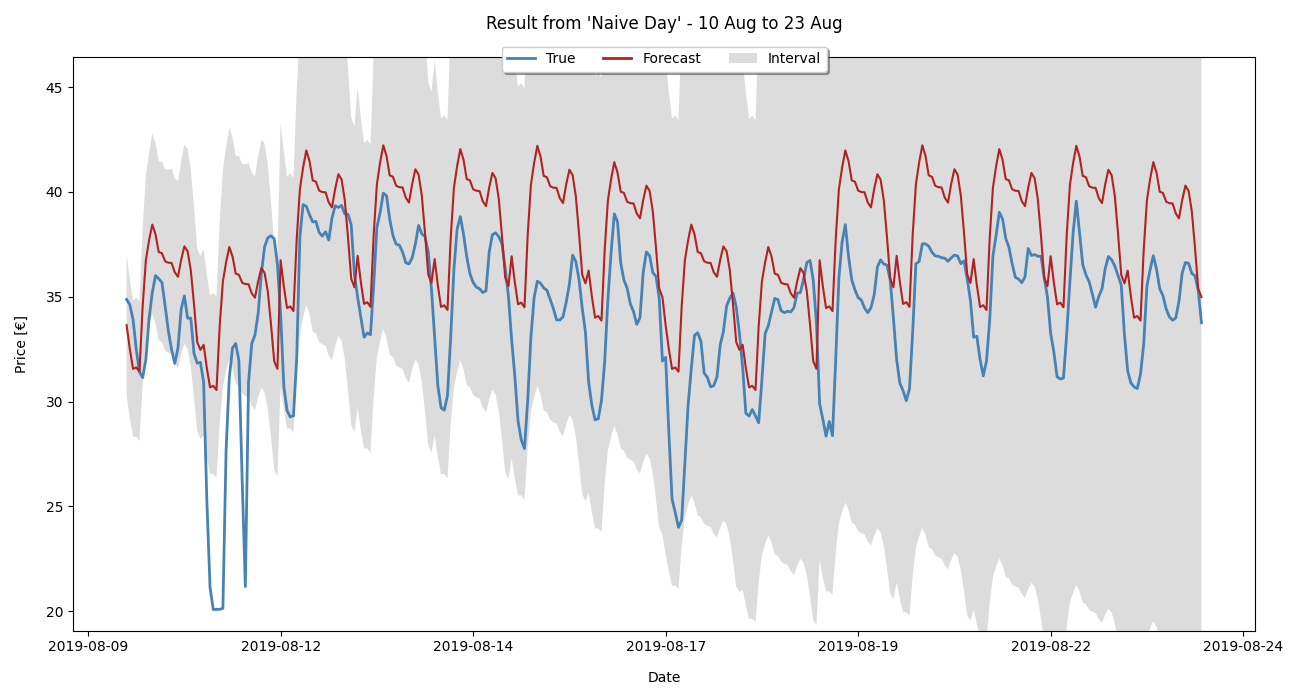 Result from 'Naive Day' - 10 Aug to 23 Aug
True Forecast Interval
45
40
35
30
25
20
Price [€]
2019-08-09 2019-08-12 2019-08-14 2019-08-17 2019-08-19 2019-08-22 2019-08-24
Date